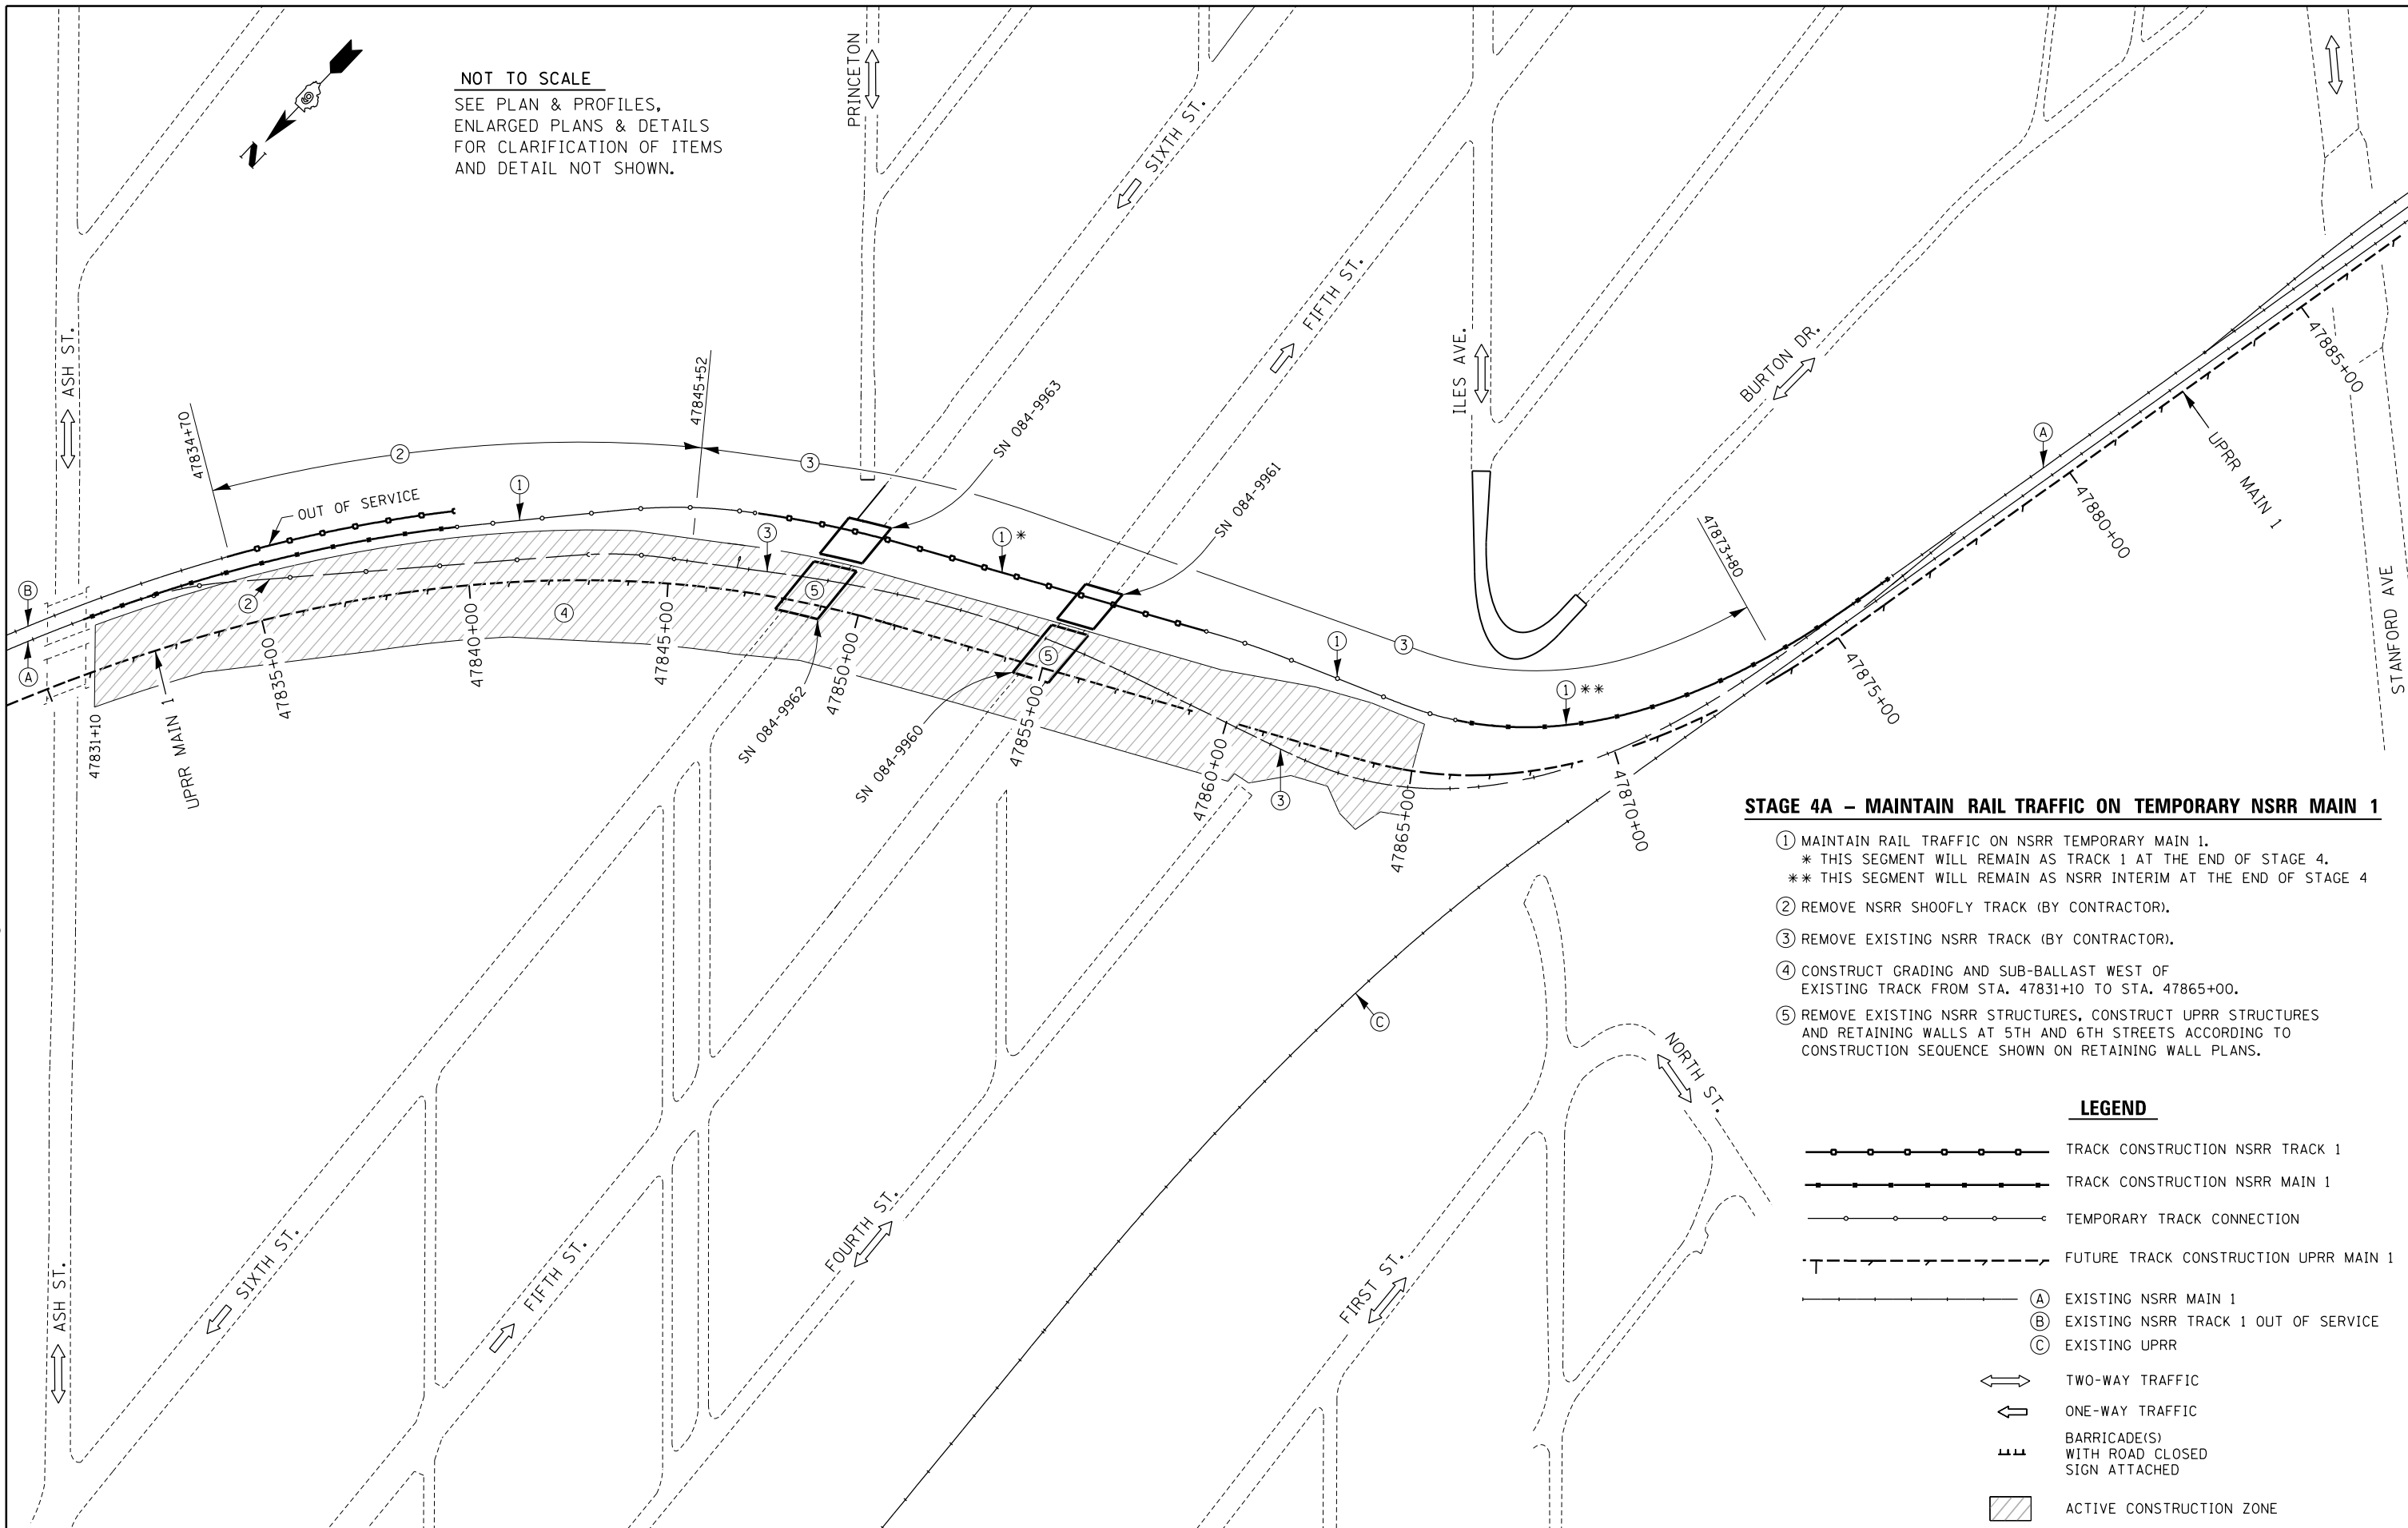 NOT TO SCALE
SEE PLAN & PROFILES,
ENLARGED PLANS & DETAILS
FOR CLARIFICATION OF ITEMS
AND DETAIL NOT SHOWN.
N
PRINCETON
SIXTH ST.
FIFTH ST.
ILES AVE.
BURTON DR.
ASH ST.
47834+70
47845+52
SN 084-9963
SN 084-9961
47873+80
2
3
OUT OF SERVICE
1
1 *
3
3
1
1 **
A
UPRR MAIN 1
47885+00
47880+00
47875+00
STANFORD AVE
B
A
2
4
5
5
3
47831+10
UPRR MAIN 1
47835+00
47840+00
47845+00
SN 084-9962
47850+00
SN 084-9960
47855+00
47860+00
47865+00
47870+00
C
NORTH ST.
ASH ST.
SIXTH ST.
FIFTH ST.
FOURTH ST.
FIRST ST.
STAGE 4A – MAINTAIN RAIL TRAFFIC ON TEMPORARY NSRR MAIN 1
1 MAINTAIN RAIL TRAFFIC ON NSRR TEMPORARY MAIN 1.
* THIS SEGMENT WILL REMAIN AS TRACK 1 AT THE END OF STAGE 4.
** THIS SEGMENT WILL REMAIN AS NSRR INTERIM AT THE END OF STAGE 4
2 REMOVE NSRR SHOOFLY TRACK (BY CONTRACTOR).
3 REMOVE EXISTING NSRR TRACK (BY CONTRACTOR).
4 CONSTRUCT GRADING AND SUB-BALLAST WEST OF
EXISTING TRACK FROM STA. 47831+10 TO STA. 47865+00.
5 REMOVE EXISTING NSRR STRUCTURES, CONSTRUCT UPRR STRUCTURES
AND RETAINING WALLS AT 5TH AND 6TH STREETS ACCORDING TO
CONSTRUCTION SEQUENCE SHOWN ON RETAINING WALL PLANS.
LEGEND
TRACK CONSTRUCTION NSRR TRACK 1
TRACK CONSTRUCTION NSRR MAIN 1
TEMPORARY TRACK CONNECTION
FUTURE TRACK CONSTRUCTION UPRR MAIN 1
A EXISTING NSRR MAIN 1
B EXISTING NSRR TRACK 1 OUT OF SERVICE
C EXISTING UPRR
TWO-WAY TRAFFIC
ONE-WAY TRAFFIC
BARRICADE(S)
WITH ROAD CLOSED
SIGN ATTACHED
ACTIVE CONSTRUCTION ZONE